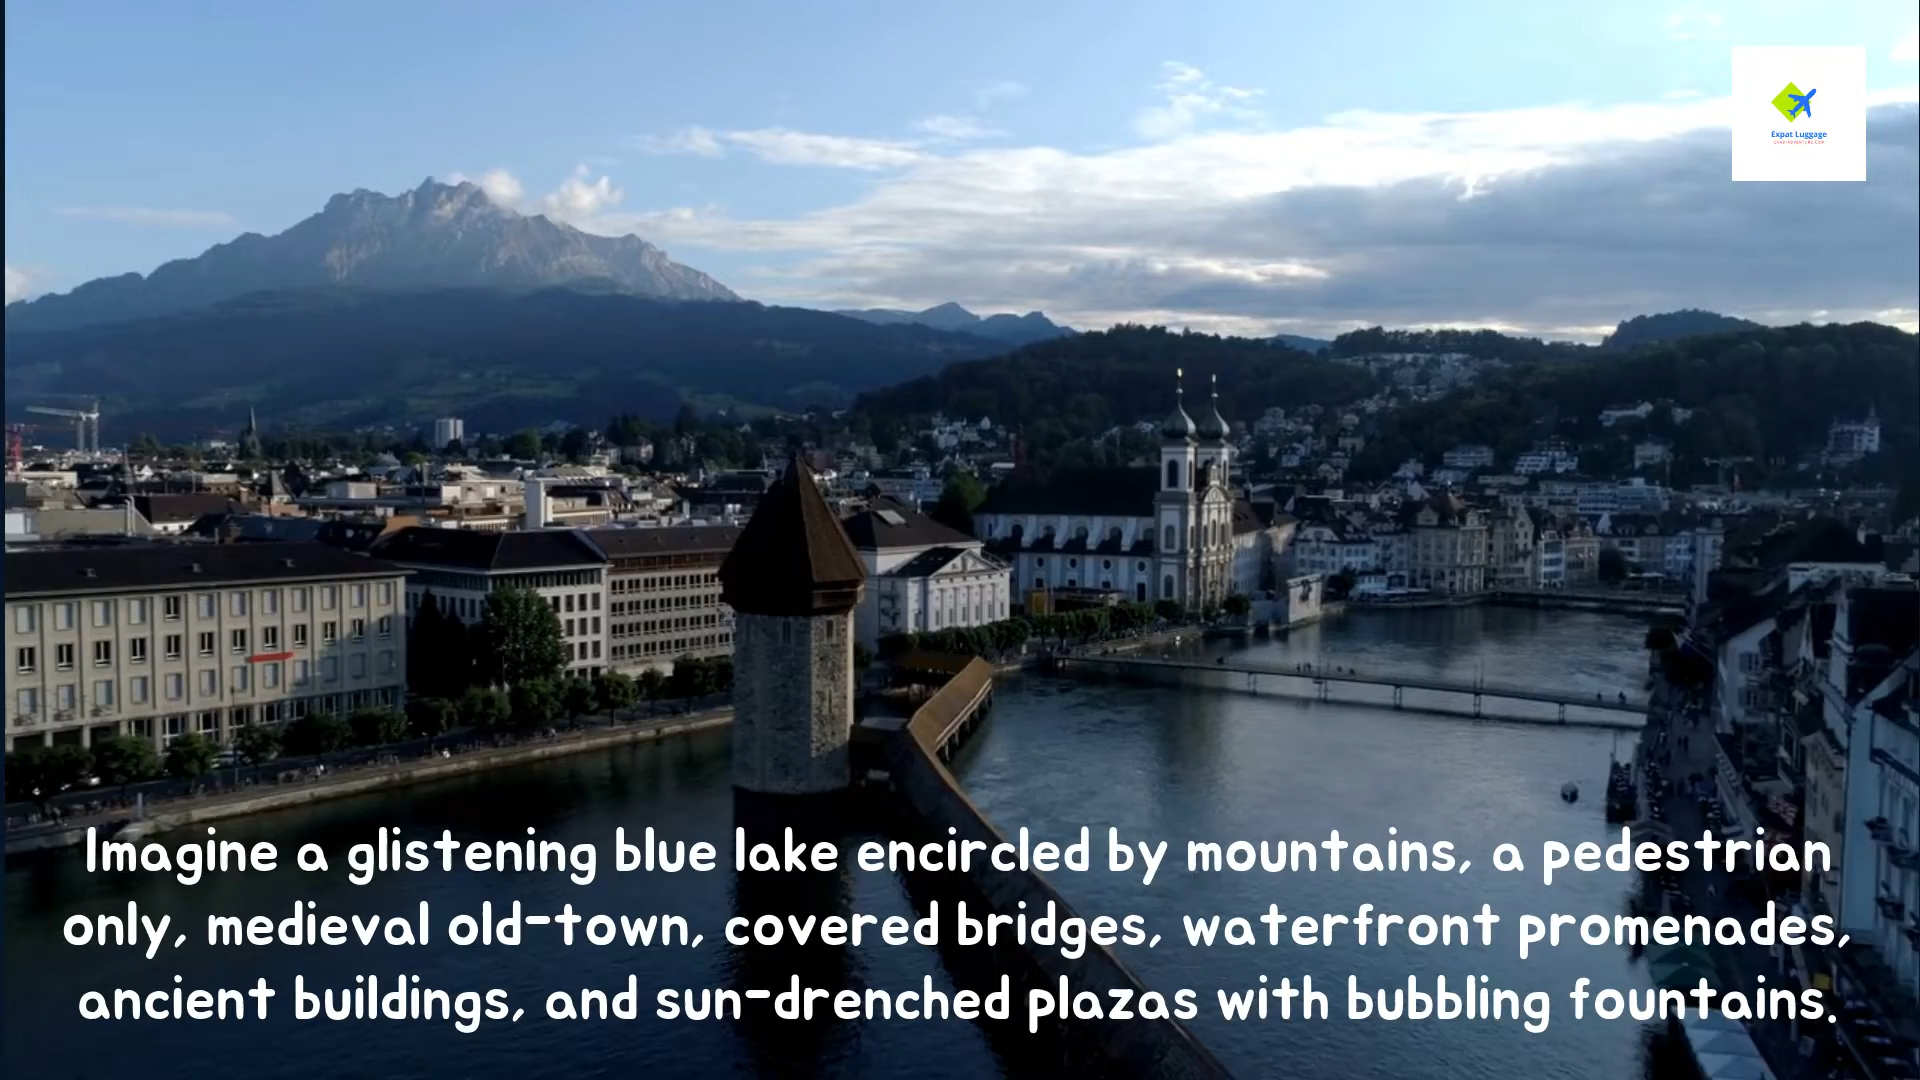 Expat Luggage
Imagine a glistening blue lake encircled by mountains, a pedestrian
only, medieval old-town, covered bridges, waterfront promenades,
ancient buildings, and sun-drenched plazas with bubbling fountains.